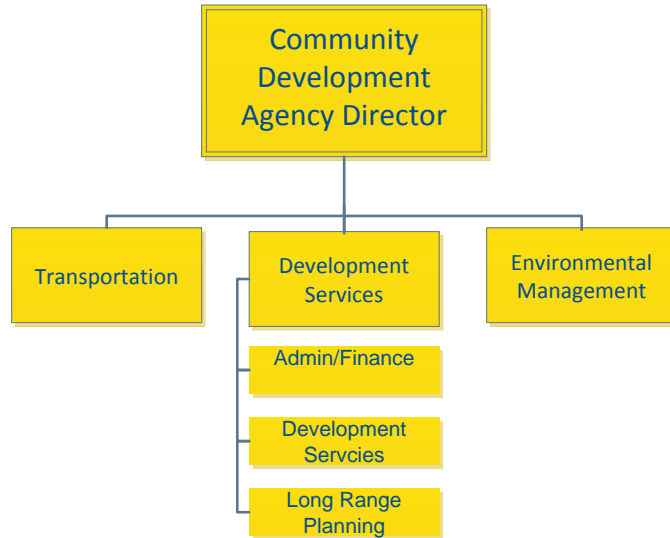 Community
Development
Agency Director
Transportation
Development
Services
Environmental
Management
Admin/Finance
Development
Servcies
Long Range
Planning